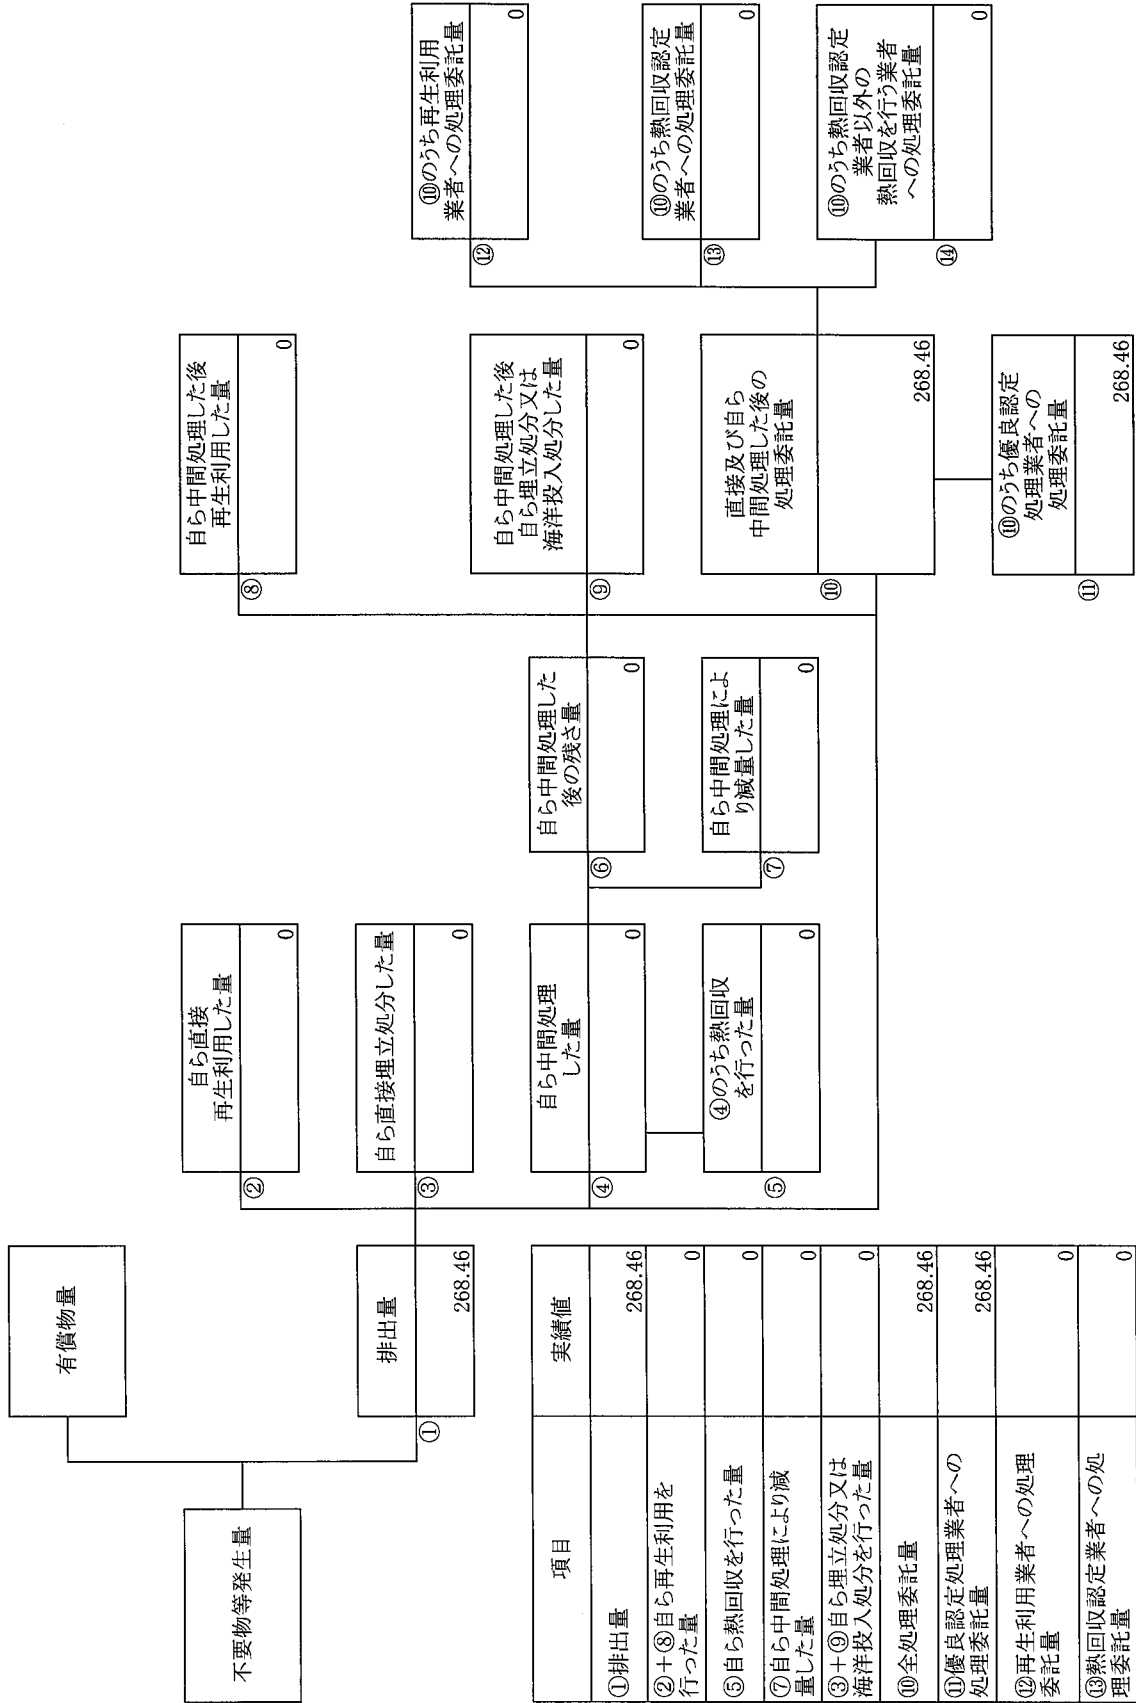 不要物等発生量
有償物量
排出量
①
268.46
自ら直接
再生利用した量
②
0
自ら直接埋立処分した量
③
0
自ら中間処理
した量
④
0
④のうち熱回収
を行った量
⑤
0
自ら中間処理した
後の残さ量
⑥
0
自ら中間処理によ
り減量した量
⑦
0
自ら中間処理した後
再生利用した量
⑧
0
自ら中間処理した後
自ら埋立処分又は
海洋投入処分した量
⑨
0
直接及び自ら
中間処理した後の
処理委託量
⑩
268.46
⑩のうち優良認定
処理業者への
処理委託量
⑪
268.46
⑩のうち再生利用
業者への処理委託量
⑫
0
⑩のうち熱回収認定
業者への処理委託量
⑬
0
⑩のうち熱回収認定
業者以外の
熱回収を行う業者
への処理委託量
⑭
0
項目 実績値
①排出量 268.46
②+⑧自ら再生利用を
行った量 0
⑤自ら熱回収を行った量 0
⑦自ら中間処理により減
量した量 0
③+⑨自ら埋立処分又は
海洋投入処分を行った量 0
⑩全処理委託量 268.46
⑪優良認定処理業者への
処理委託量 268.46
⑫再生利用業者への処理
委託量 0
⑬熱回収認定業者への処
理委託量 0